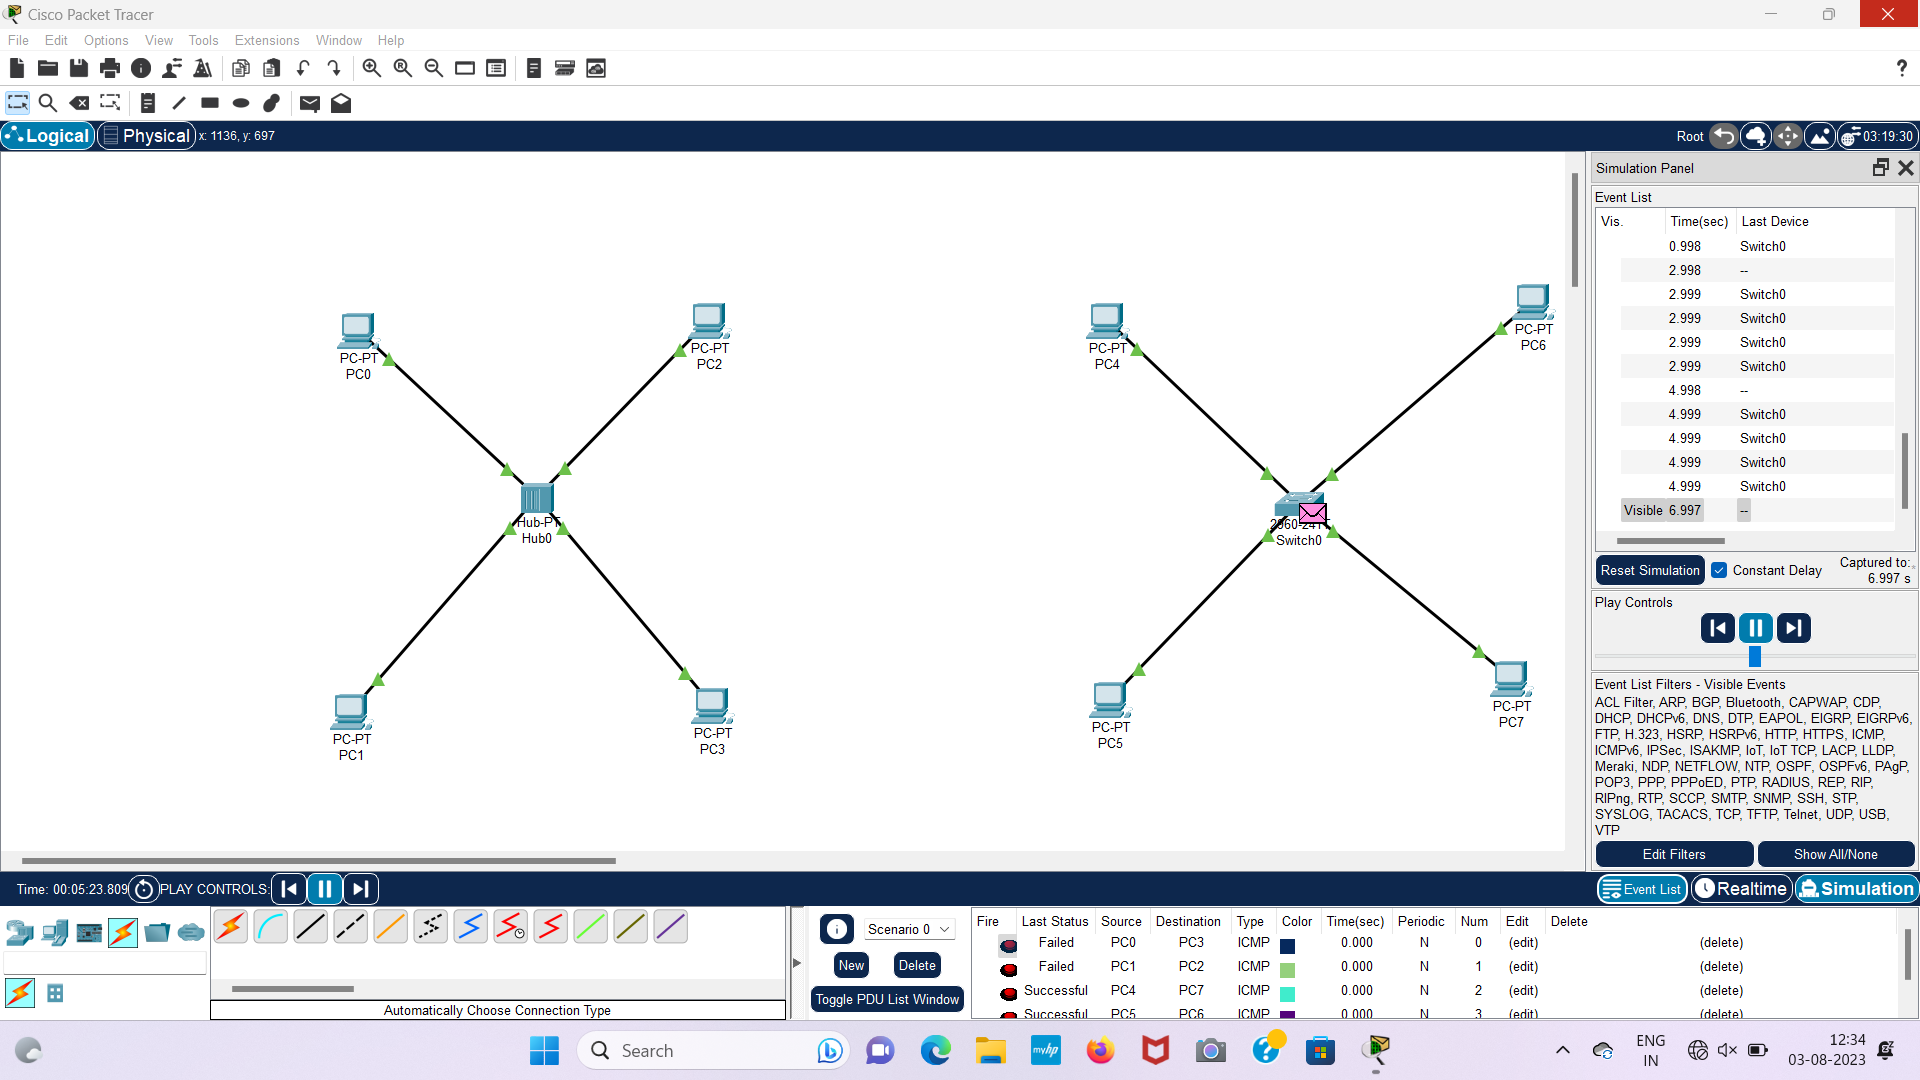 Cisco Packet Tracer
File Edit Options View Tools Extensions Window Help
?
Logical Physical x: 1136, y: 697 Root 03:19:30
Simulation Panel
Event List
Vis. Time(sec) Last Device
0.998 Switch0
2.998 --
2.999 Switch0
2.999 Switch0
2.999 Switch0
2.999 Switch0
4.998 --
4.999 Switch0
4.999 Switch0
4.999 Switch0
4.999 Switch0
Visible 6.997 --
Reset Simulation Constant Delay Captured to:
6.997 s
Play Controls
Event List Filters - Visible Events
ACL Filter, ARP, BGP, Bluetooth, CAPWAP, CDP,
DHCP, DHCPv6, DNS, DTP, EAPOL, EIGRP, EIGRPv6,
FTP, H.323, HSRP, HSRPv6, HTTP, HTTPS, ICMP,
ICMPv6, IPSec, ISAKMP, IoT, IoT TCP, LACP, LLDP,
Meraki, NDP, NETFLOW, NTP, OSPF, OSPFv6, PAgP,
POP3, PPP, PPPoED, PTP, RADIUS, REP, RIP,
RIPng, RTP, SCCP, SMTP, SNMP, SSH, STP,
SYSLOG, TACACS, TCP, TFTP, Telnet, UDP, USB,
VTP
Edit Filters Show All/None
PC-PT
PC0
PC-PT
PC2
PC-PT
PC4
PC-PT
PC6
Hub-PT
Hub0
Switch0
PC-PT
PC1
PC-PT
PC3
PC-PT
PC5
PC-PT
PC7
Time: 00:05:23.809 PLAY CONTROLS: Event List Realtime Simulation
Scenario 0
New Delete
Toggle PDU List Window
Automatically Choose Connection Type
Fire Last Status Source Destination Type Color Time(sec) Periodic Num Edit Delete
Failed PC0 PC3 ICMP 0.000 N 0 (edit) (delete)
Failed PC1 PC2 ICMP 0.000 N 1 (edit) (delete)
Successful PC4 PC7 ICMP 0.000 N 2 (edit) (delete)
Successful PC5 PC6 ICMP 0.000 N 3 (edit) (delete)
Search
myhp
ENG
IN
12:34
03-08-2023